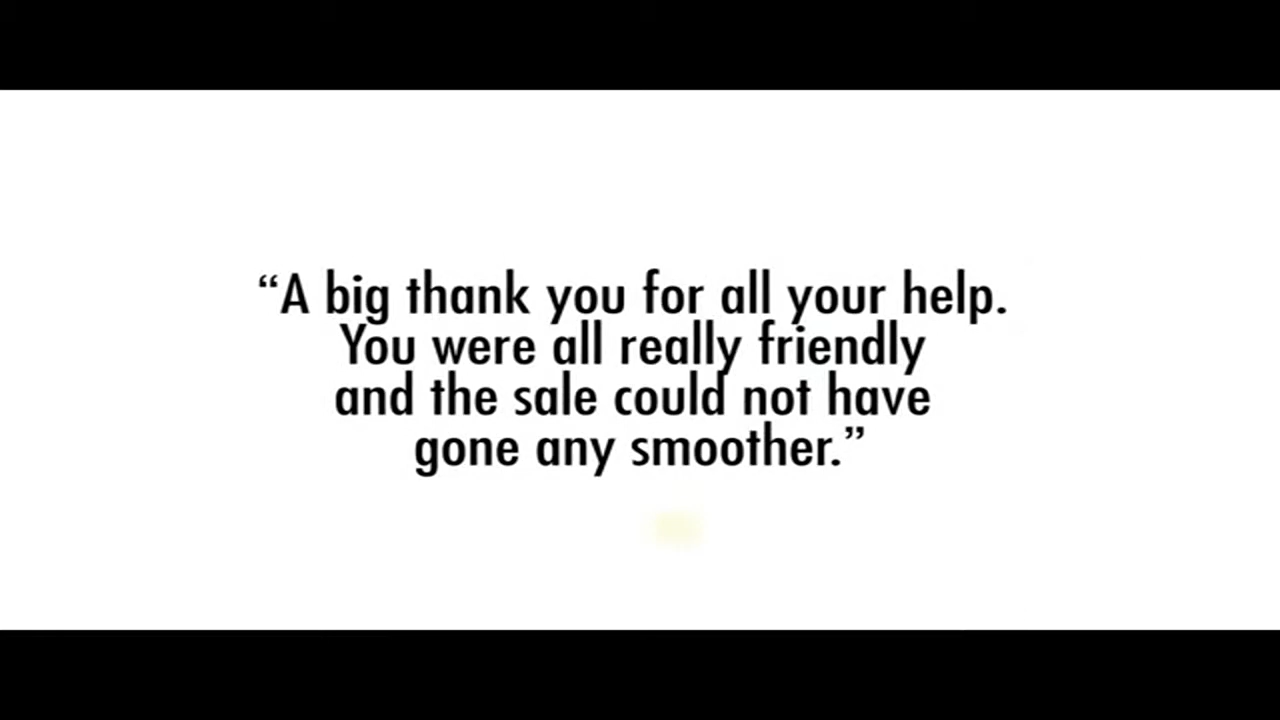 “A big thank you for all your help.
You were all really friendly
and the sale could not have
gone any smoother.”